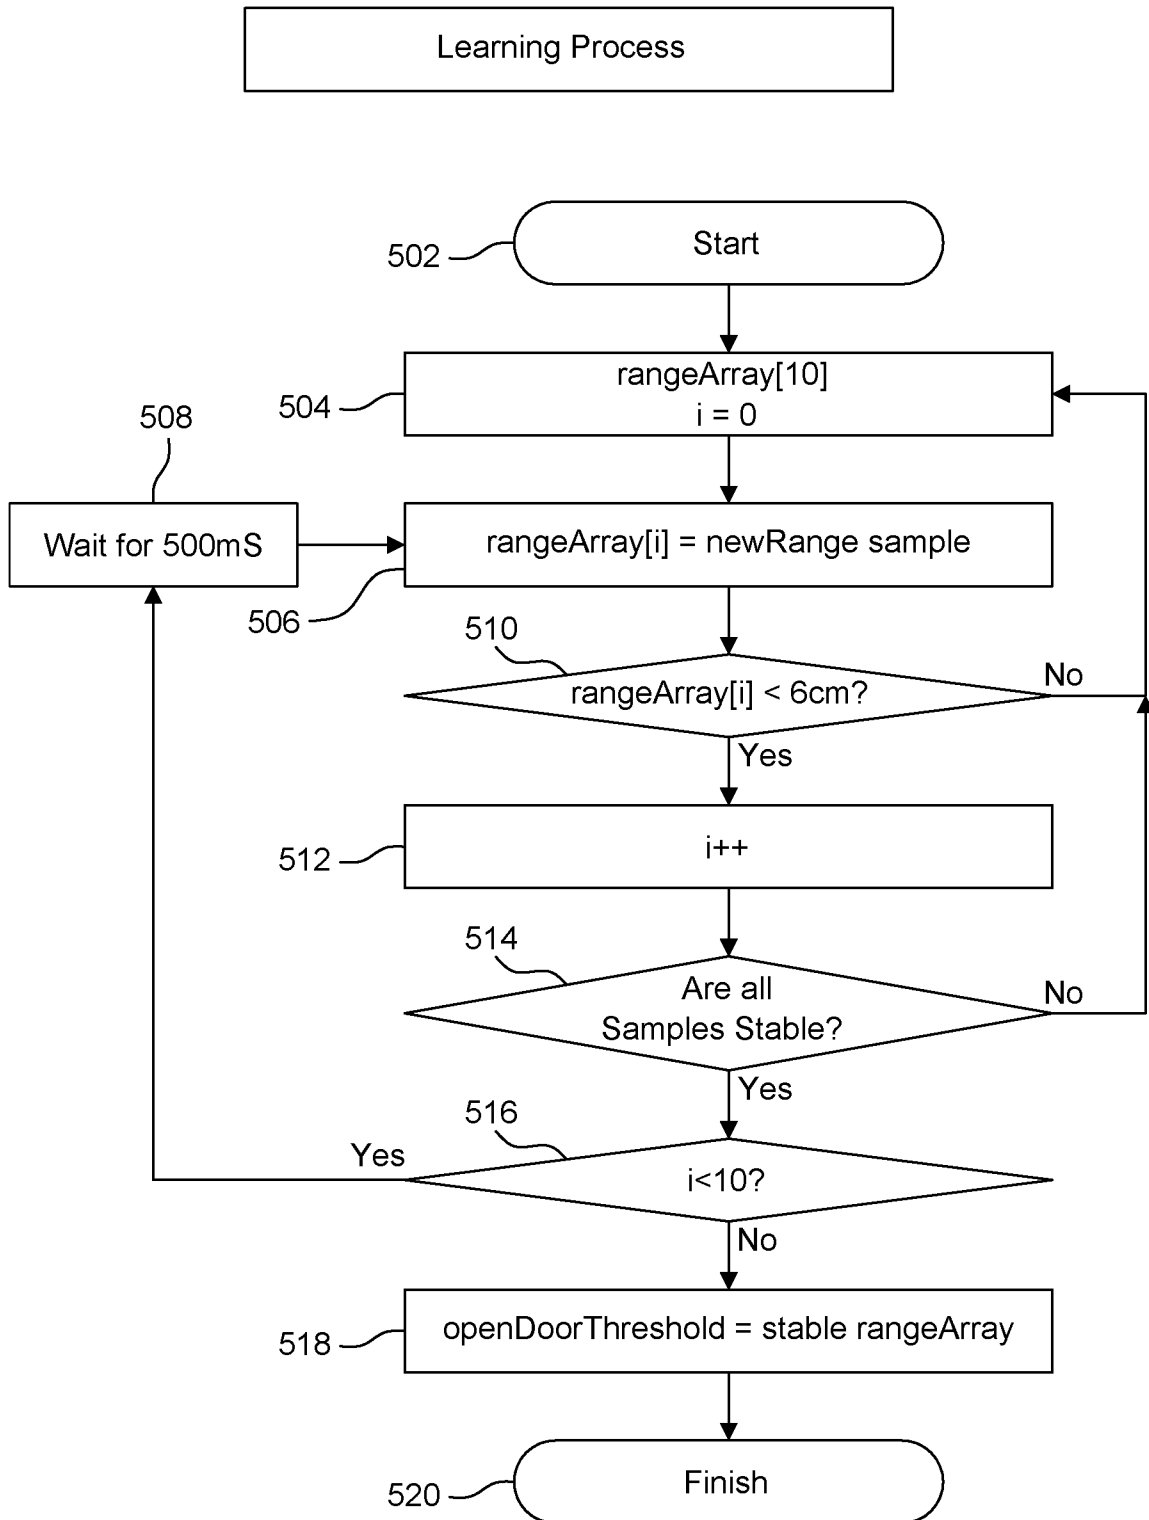 Learning Process
502
Start
504
rangeArray[10]
i = 0
508
Wait for 500mS
506
rangeArray[i] = newRange sample
510
rangeArray[i] < 6cm?
No
Yes
512
i++
514
Are all
Samples Stable?
No
Yes
516
Yes
i<10?
No
518
openDoorThreshold = stable rangeArray
520
Finish